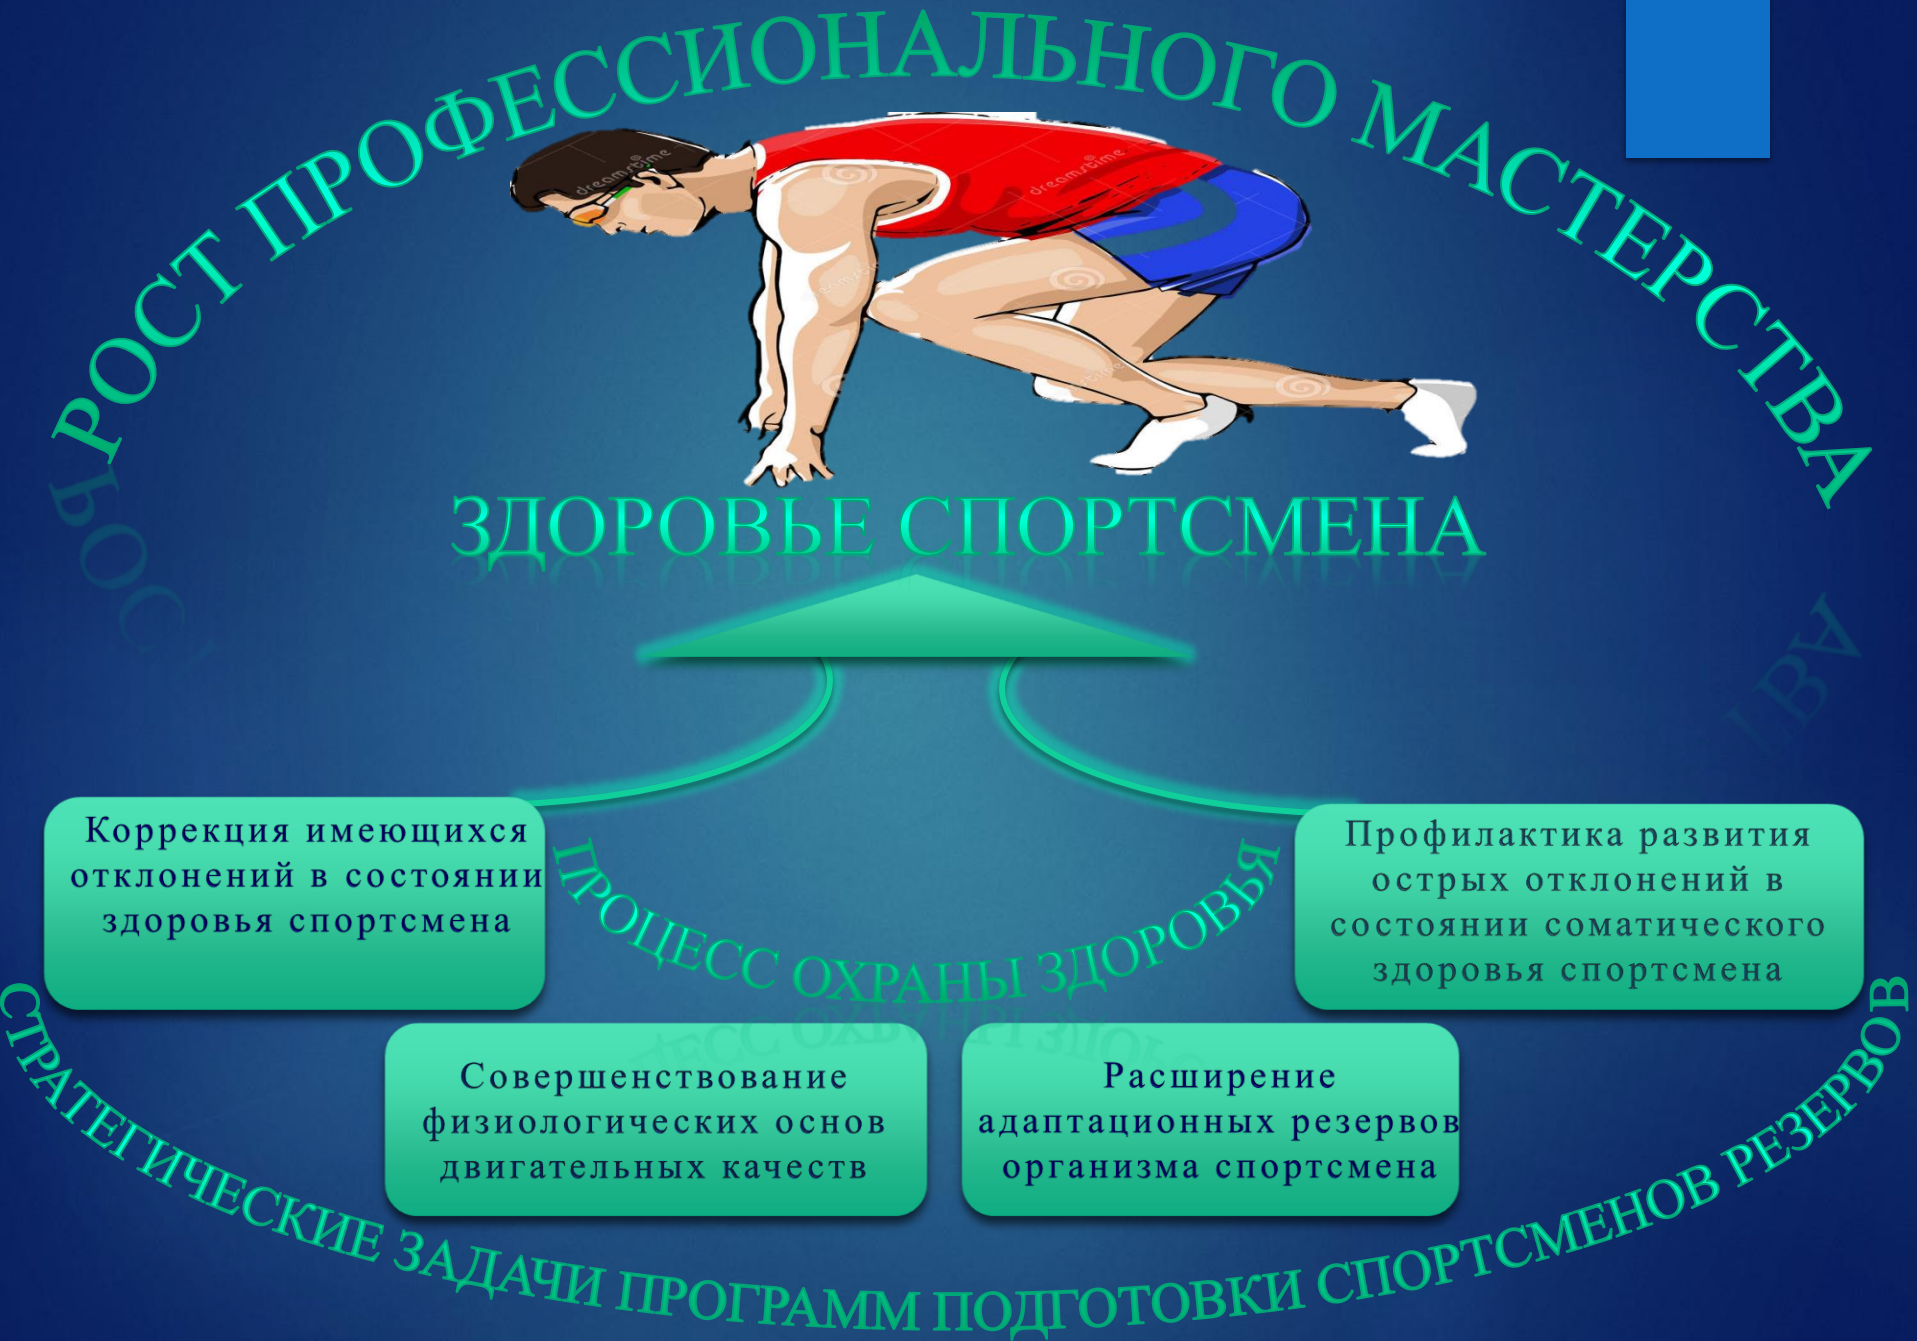 РОСТ ПРОФЕССИОНАЛЬНОГО МАСТЕРСТВА
dreamstime
dreamstime
ЗДОРОВЬЕ СПОРТСМЕНА
Коррекция имеющихся
отклонений в состоянии
здоровья спортсмена
ПРОЦЕСС ОХРАНЫ ЗДОРОВЬЯ
Профилактика развития
острых отклонений в
состоянии соматического
здоровья спортсмена
Совершенствование
физиологических основ
двигательных качеств
Расширение
адаптационных резервов
организма спортсмена
СТРАТЕГИЧЕСКИЕ ЗАДАЧИ ПРОГРАММ ПОДГОТОВКИ СПОРТСМЕНОВ РЕЗЕРВОВ